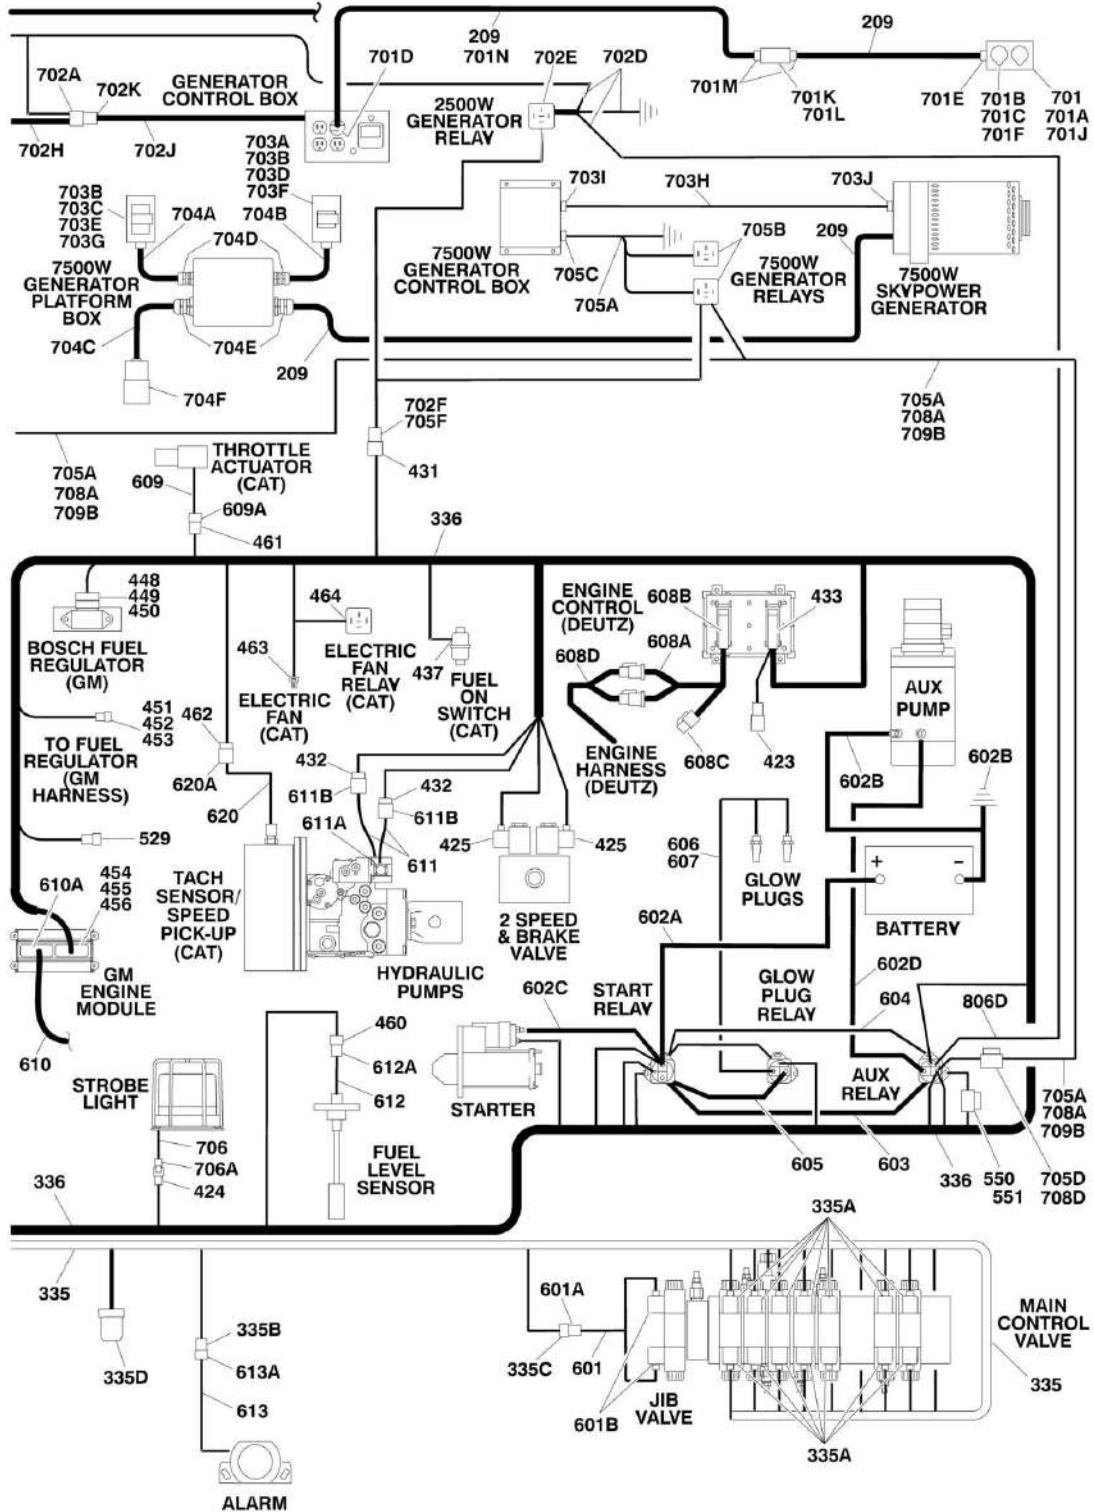 209
701N
209
702A
702K
GENERATOR
CONTROL BOX
701D
702E
702D
2500W
GENERATOR
RELAY
701M
701K
701L
701E
701B
701C
701F
701
701A
701J
702H
702J
703A
703B
703D
703F
703B
703C
703E
703G
704A
704B
704D
703I
703H
703J
7500W
GENERATOR
PLATFORM
BOX
7500W
GENERATOR
CONTROL BOX
705C
705A
705B
7500W
GENERATOR
RELAYS
209
7500W
SKYPOWER
GENERATOR
704C
704E
209
704F
702F
705F
431
705A
708A
709B
THROTTLE
ACTUATOR
(CAT)
609
609A
461
705A
708A
709B
336
448
449
450
BOSCH FUEL
REGULATOR
(GM)
464
463
ELECTRIC
FAN
RELAY
(CAT)
ELECTRIC
FAN
(CAT)
437
FUEL
ON
SWITCH
(CAT)
ENGINE
CONTROL
(DEUTZ)
608B
433
608A
608D
ENGINE
HARNESS
(DEUTZ)
608C
423
AUX
PUMP
602B
602B
451
452
453
TO FUEL
REGULATOR
(GM
HARNESS)
462
620A
620
432
611B
432
611B
611A
611
425
425
529
606
607
GLOW
PLUGS
+
-
BATTERY
454
455
456
610A
TACH
SENSOR/
SPEED
PICK-UP
(CAT)
2 SPEED
& BRAKE
VALVE
602A
HYDRAULIC
PUMPS
GM
ENGINE
MODULE
602C
START
RELAY
GLOW
PLUG
RELAY
602D
604
806D
610
STROBE
LIGHT
460
612A
612
STARTER
AUX
RELAY
705A
708A
709B
706
706A
424
FUEL
LEVEL
SENSOR
605
603
336
550
551
705D
708D
336
335
335A
335B
613A
613
335D
601A
335C
601
601B
JIB
VALVE
MAIN
CONTROL
VALVE
335
335A
ALARM